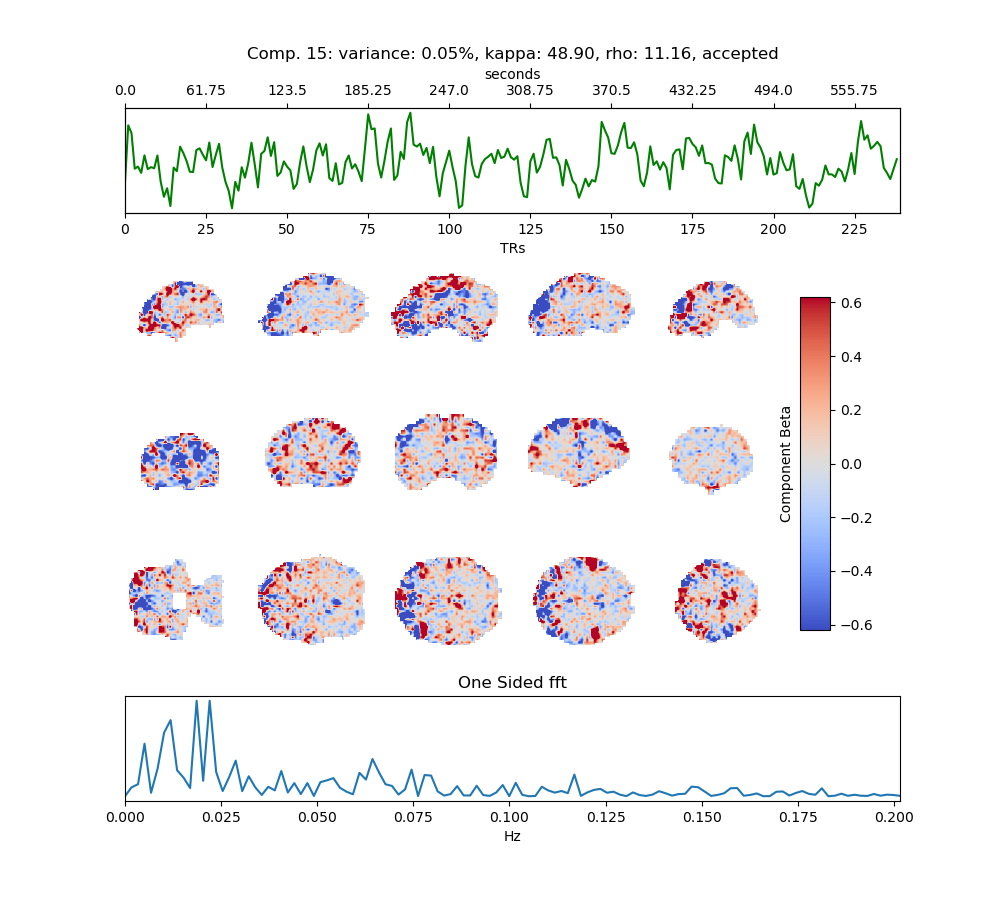 Comp. 15: variance: 0.05%, kappa: 48.90, rho: 11.16, accepted
seconds
0.0 61.75 123.5 185.25 247.0 308.75 370.5 432.25 494.0 555.75
0 25 50 75 100 125 150 175 200 225
TRs
0.6
0.4
0.2
0.0
−0.2
−0.4
−0.6
Component Beta
One Sided fft
0.000 0.025 0.050 0.075 0.100 0.125 0.150 0.175 0.200
Hz